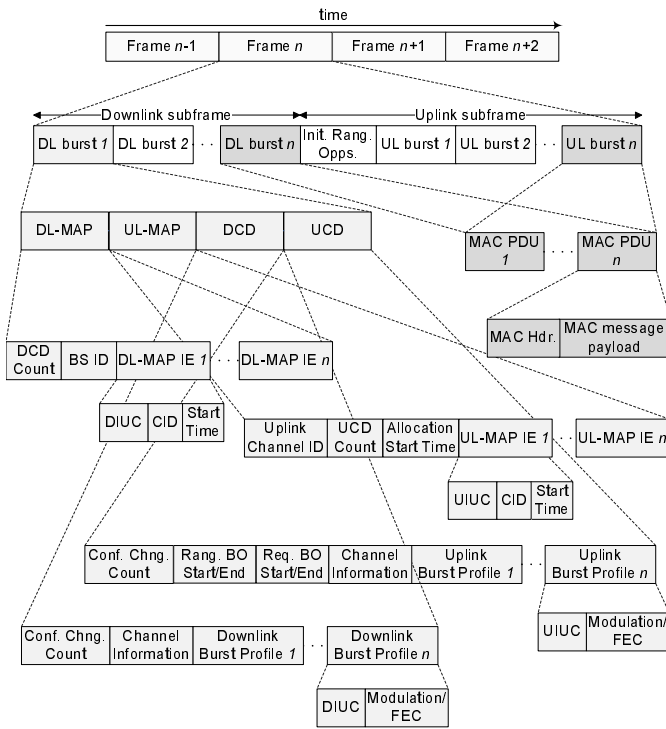 time
Frame n-1 Frame n Frame n+1 Frame n+2
Downlink subframe Uplink subframe
DL burst 1 DL burst 2 · · · DL burst n Init. Rang. Opps. UL burst 1 UL burst 2 · · · UL burst n
DL-MAP UL-MAP DCD UCD
MAC PDU 1 · · · · MAC PDU n
MAC Hdr. MAC message payload
DCD Count BS ID DL-MAP IE 1 · · · DL-MAP IE n
DIUC CID Start Time
Uplink Channel ID UCD Count Allocation Start Time UL-MAP IE 1 · · · UL-MAP IE n
UIUC CID Start Time
Conf. Chng. Count Rang. BO Start/End Req. BO Start/End Channel Information Uplink Burst Profile 1 · · · Uplink Burst Profile n
UIUC Modulation/ FEC
Conf. Chng. Count Channel Information Downlink Burst Profile 1 · · · Downlink Burst Profile n
DIUC Modulation/ FEC